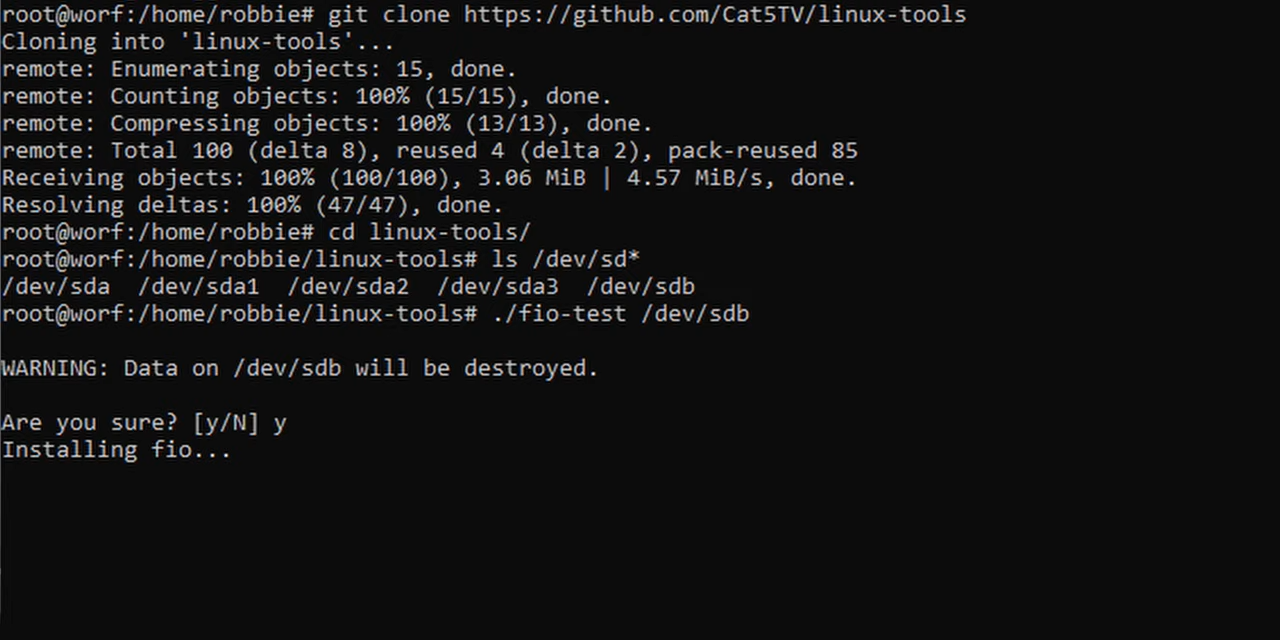 root@worf:/home/robbie# git clone https://github.com/Cat5TV/linux-tools
Cloning into 'linux-tools'...
remote: Enumerating objects: 15, done.
remote: Counting objects: 100% (15/15), done.
remote: Compressing objects: 100% (13/13), done.
remote: Total 100 (delta 8), reused 4 (delta 2), pack-reused 85
Receiving objects: 100% (100/100), 3.06 MiB | 4.57 MiB/s, done.
Resolving deltas: 100% (47/47), done.
root@worf:/home/robbie# cd linux-tools/
root@worf:/home/robbie/linux-tools# ls /dev/sd*
/dev/sda  /dev/sda1  /dev/sda2  /dev/sda3  /dev/sdb
root@worf:/home/robbie/linux-tools# ./fio-test /dev/sdb
WARNING: Data on /dev/sdb will be destroyed.
Are you sure? [y/N] y
Installing fio...